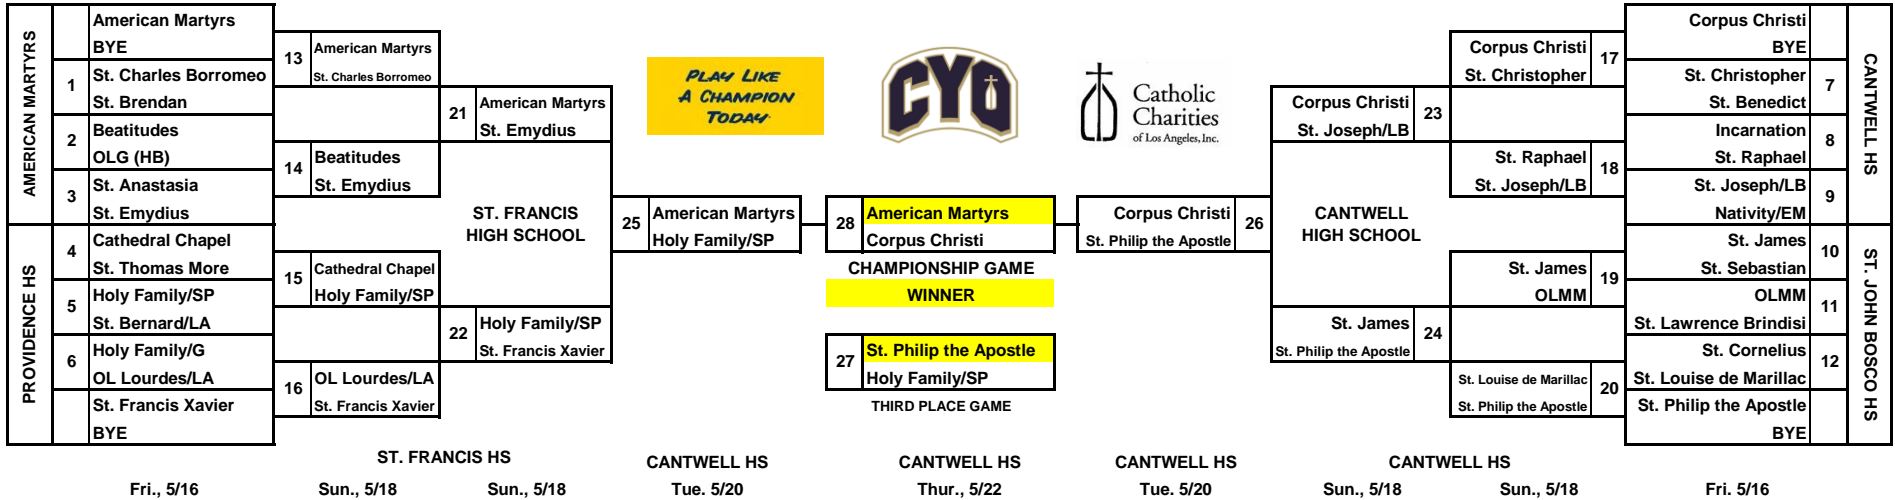 AMERICAN MARTYRS
American Martyrs
BYE
1
St. Charles Borromeo
St. Brendan
2
Beatitudes
OLG (HB)
3
St. Anastasia
St. Emydius
PROVIDENCE HS
4
Cathedral Chapel
St. Thomas More
5
Holy Family/SP
St. Bernard/LA
6
Holy Family/G
OL Lourdes/LA
St. Francis Xavier
BYE
13
American Martyrs
St. Charles Borromeo
14
Beatitudes
St. Emydius
15
Cathedral Chapel
Holy Family/SP
16
OL Lourdes/LA
St. Francis Xavier
21
American Martyrs
St. Emydius
ST. FRANCIS
HIGH SCHOOL
22
Holy Family/SP
St. Francis Xavier
25
American Martyrs
Holy Family/SP
PLAY LIKE
A CHAMPION
TODAY
CYO
Catholic
Charities
of Los Angeles, Inc.
28
American Martyrs
Corpus Christi
CHAMPIONSHIP GAME
WINNER
27
St. Philip the Apostle
Holy Family/SP
THIRD PLACE GAME
Corpus Christi
St. Philip the Apostle
26
Corpus Christi
St. Joseph/LB
23
CANTWELL
HIGH SCHOOL
St. James
St. Philip the Apostle
24
Corpus Christi
St. Christopher
17
St. Raphael
St. Joseph/LB
18
St. James
OLMM
19
St. Louise de Marillac
St. Philip the Apostle
20
Corpus Christi
BYE
St. Christopher
St. Benedict
7
Incarnation
St. Raphael
8
St. Joseph/LB
Nativity/EM
9
CANTWELL HS
St. James
St. Sebastian
10
OLMM
St. Lawrence Brindisi
11
St. Cornelius
St. Louise de Marillac
12
St. Philip the Apostle
BYE
ST. JOHN BOSCO HS
ST. FRANCIS HS
CANTWELL HS
CANTWELL HS
CANTWELL HS
CANTWELL HS
Fri., 5/16
Sun., 5/18
Sun., 5/18
Tue. 5/20
Thur., 5/22
Tue. 5/20
Sun., 5/18
Sun., 5/18
Fri. 5/16